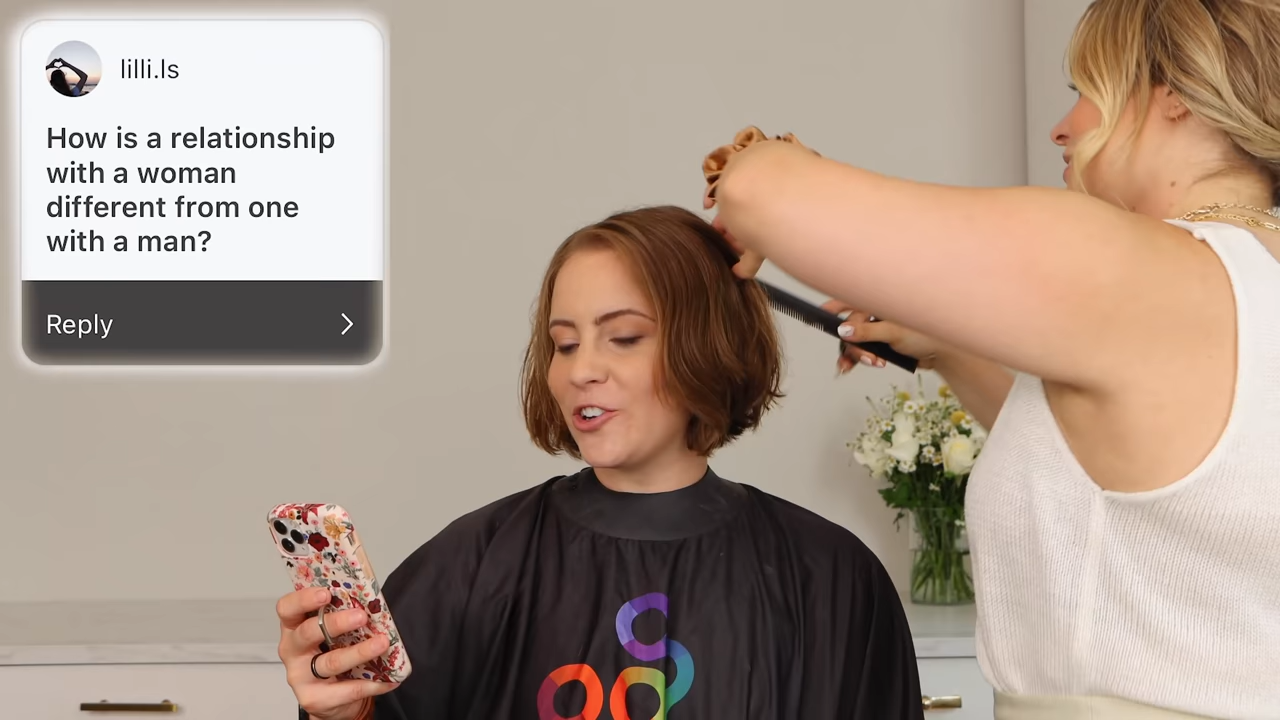 lilli.ls
How is a relationship
with a woman
different from one
with a man?
Reply